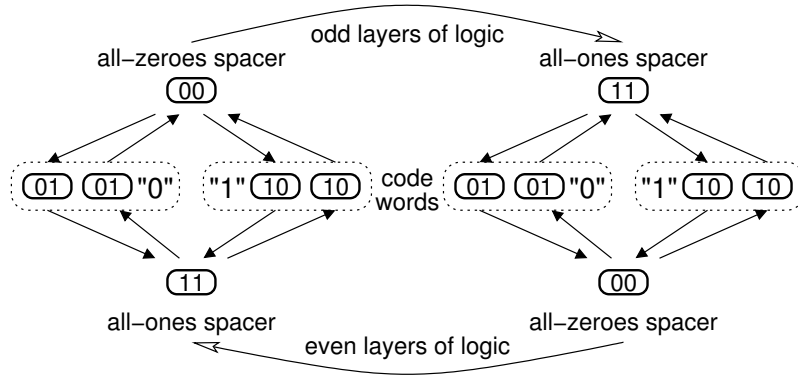 odd layers of logic
all−zeroes spacer all−ones spacer
00 11
01 01 "0" "1" 10 10 code words 01 01 "0" "1" 10 10
11 00
all−ones spacer all−zeroes spacer
even layers of logic